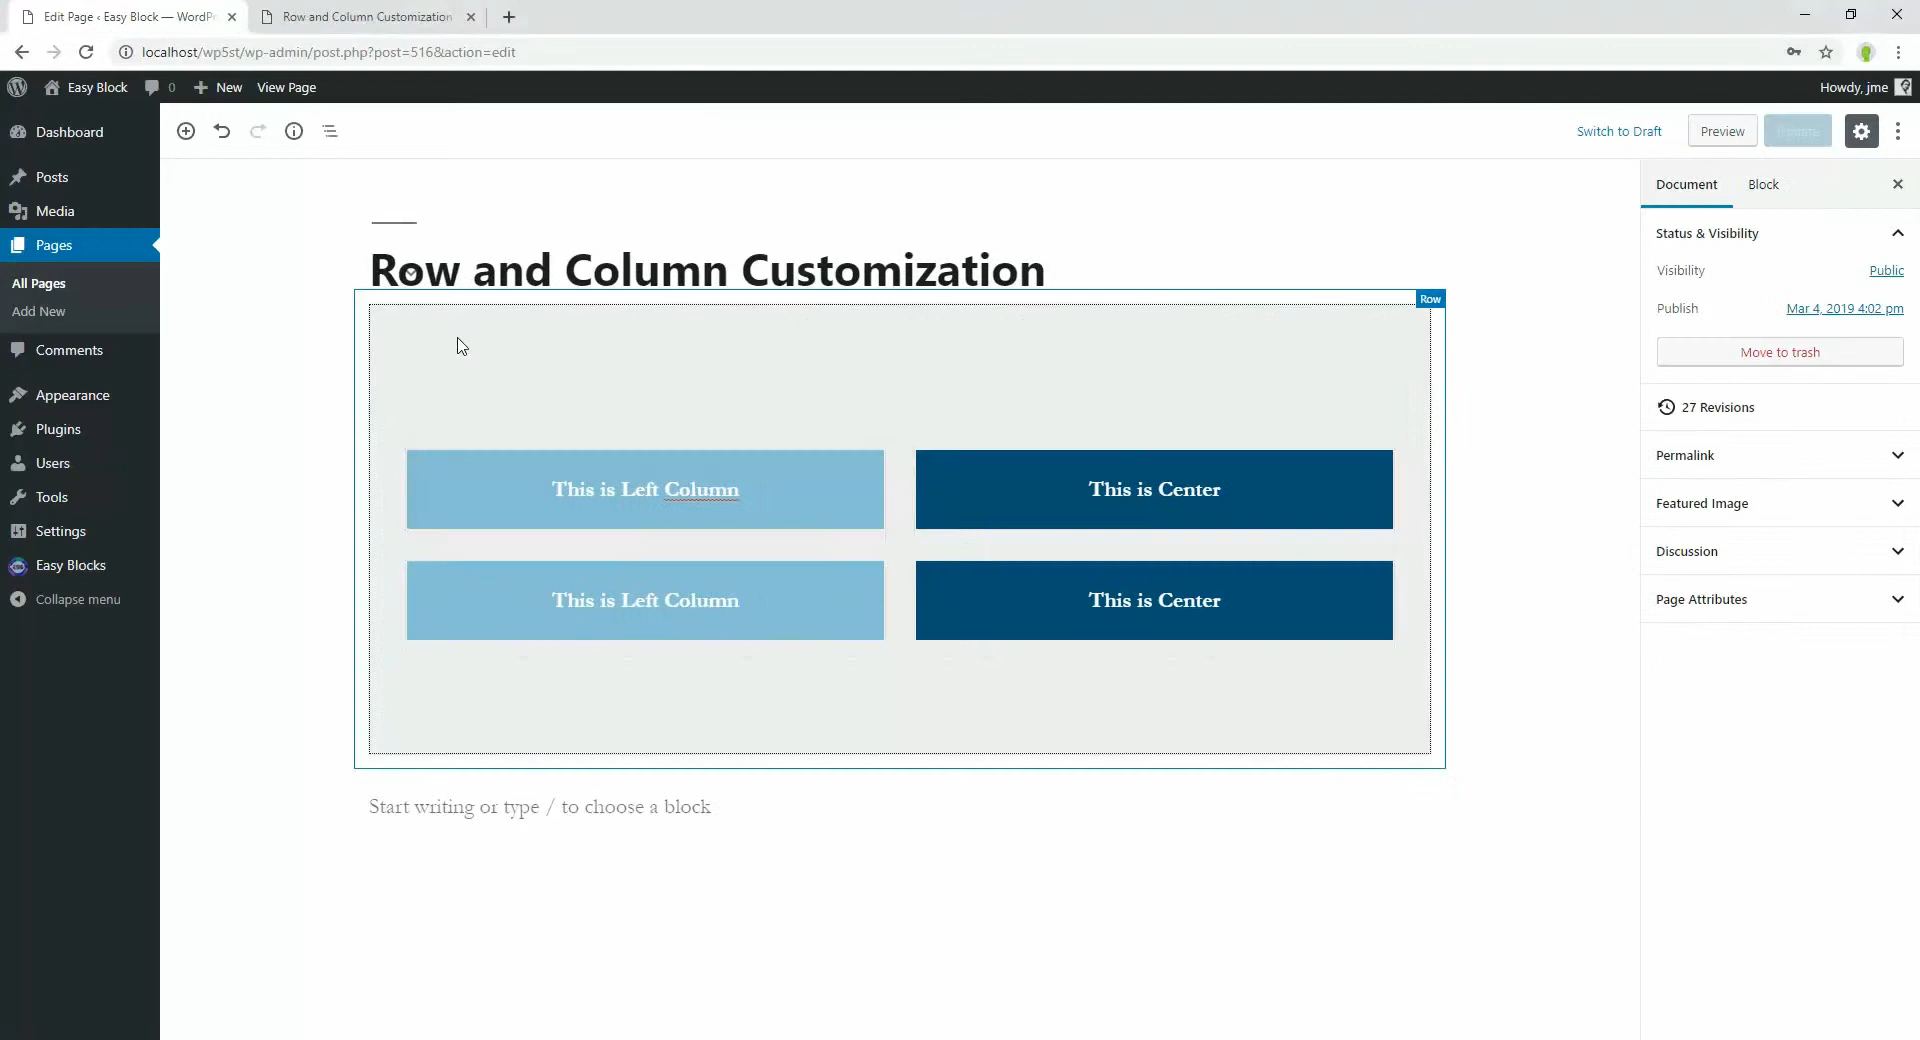 Edit Page ‹ Easy Block — WordPr
Row and Column Customization
localhost/wp5st/wp-admin/post.php?post=516&action=edit
Easy Block
0
New
View Page
Howdy, jme
Dashboard
Posts
Media
Pages
All Pages
Add New
Comments
Appearance
Plugins
Users
Tools
Settings
Easy Blocks
Collapse menu
Switch to Draft
Preview
Update
Row and Column Customization
Row
This is Left Column
This is Center
This is Left Column
This is Center
Start writing or type / to choose a block
Document
Block
Status & Visibility
Visibility
Public
Publish
Mar 4, 2019 4:02 pm
Move to trash
27 Revisions
Permalink
Featured Image
Discussion
Page Attributes